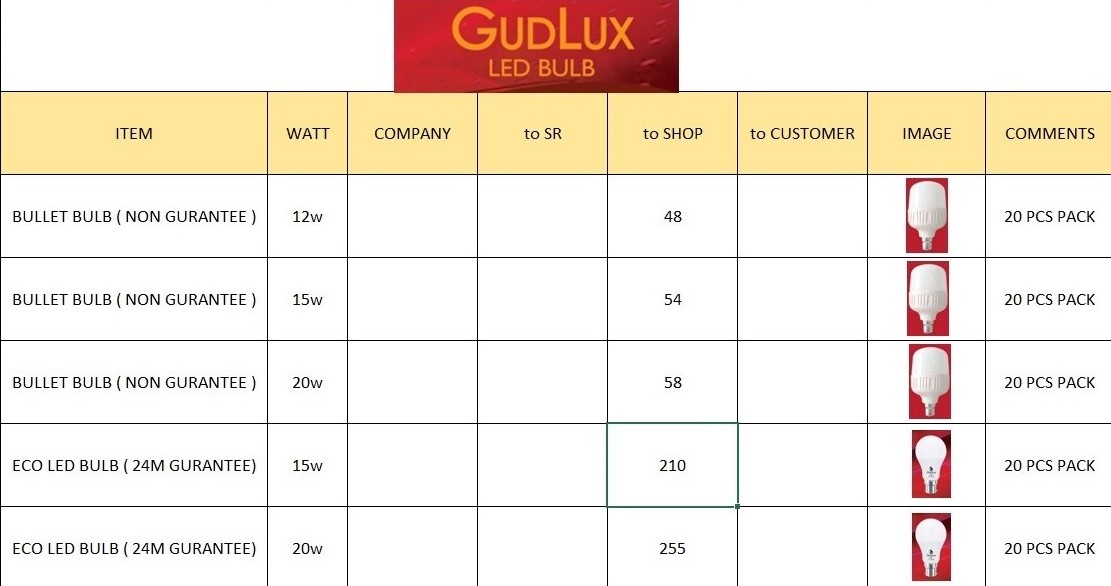 GUDLUX
LED BULB
ITEM WATT COMPANY to SR to SHOP to CUSTOMER IMAGE COMMENTS
BULLET BULB ( NON GURANTEE ) 12w 48 20 PCS PACK
BULLET BULB ( NON GURANTEE ) 15w 54 20 PCS PACK
BULLET BULB ( NON GURANTEE ) 20w 58 20 PCS PACK
ECO LED BULB ( 24M GURANTEE) 15w 210 20 PCS PACK
ECO LED BULB ( 24M GURANTEE) 20w 255 20 PCS PACK